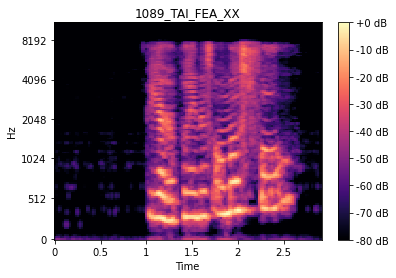 1089_TAI_FEA_XX
+0 dB
8192
-10 dB
4096
-20 dB
-30 dB
2048
Hz
-40 dB
1024
-50 dB
512
-60 dB
-70 dB
0
-80 dB
0 0.5 1 1.5 2 2.5
Time